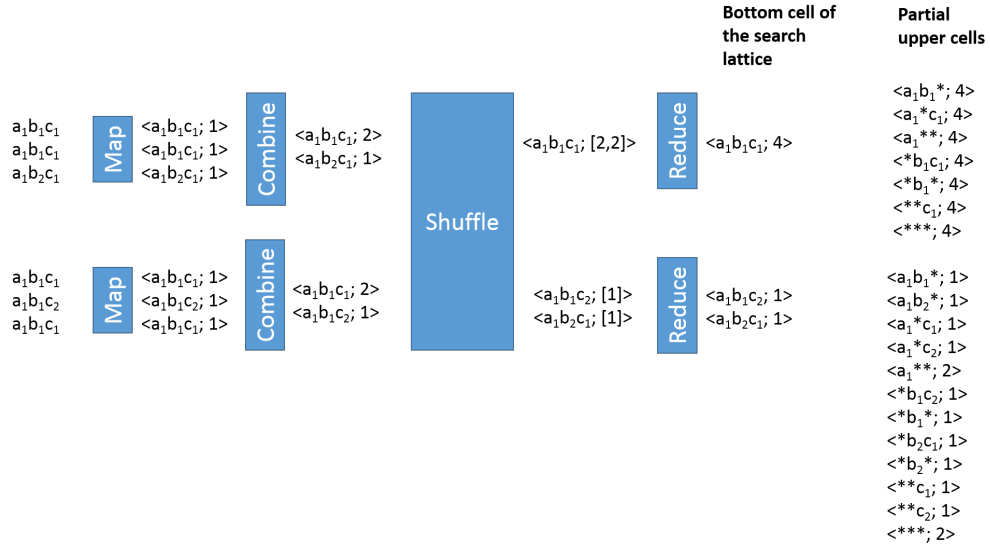 Bottom cell of
the search
lattice
Partial
upper cells
a₁b₁c₁
a₁b₁c₁
a₁b₂c₁
Map
<a₁b₁c₁; 1>
<a₁b₁c₁; 1>
<a₁b₂c₁; 1>
Combine
<a₁b₁c₁; 2>
<a₁b₂c₁; 1>
Shuffle
<a₁b₁c₁; [2,2]>
Reduce
<a₁b₁c₁; 4>
<a₁b₁*; 4>
<a₁*c₁; 4>
<a₁**; 4>
<*b₁c₁; 4>
<*b₁*; 4>
<**c₁; 4>
<***; 4>
a₁b₁c₁
a₁b₁c₂
a₁b₁c₁
Map
<a₁b₁c₁; 1>
<a₁b₁c₂; 1>
<a₁b₁c₁; 1>
Combine
<a₁b₁c₁; 2>
<a₁b₁c₂; 1>
<a₁b₁c₂; [1]>
<a₁b₂c₁; [1]>
Reduce
<a₁b₁c₂; 1>
<a₁b₂c₁; 1>
<a₁b₁*; 1>
<a₁b₂*; 1>
<a₁*c₁; 1>
<a₁*c₂; 1>
<a₁**; 2>
<*b₁c₂; 1>
<*b₁*; 1>
<*b₂c₁; 1>
<*b₂*; 1>
<**c₁; 1>
<**c₂; 1>
<***; 2>